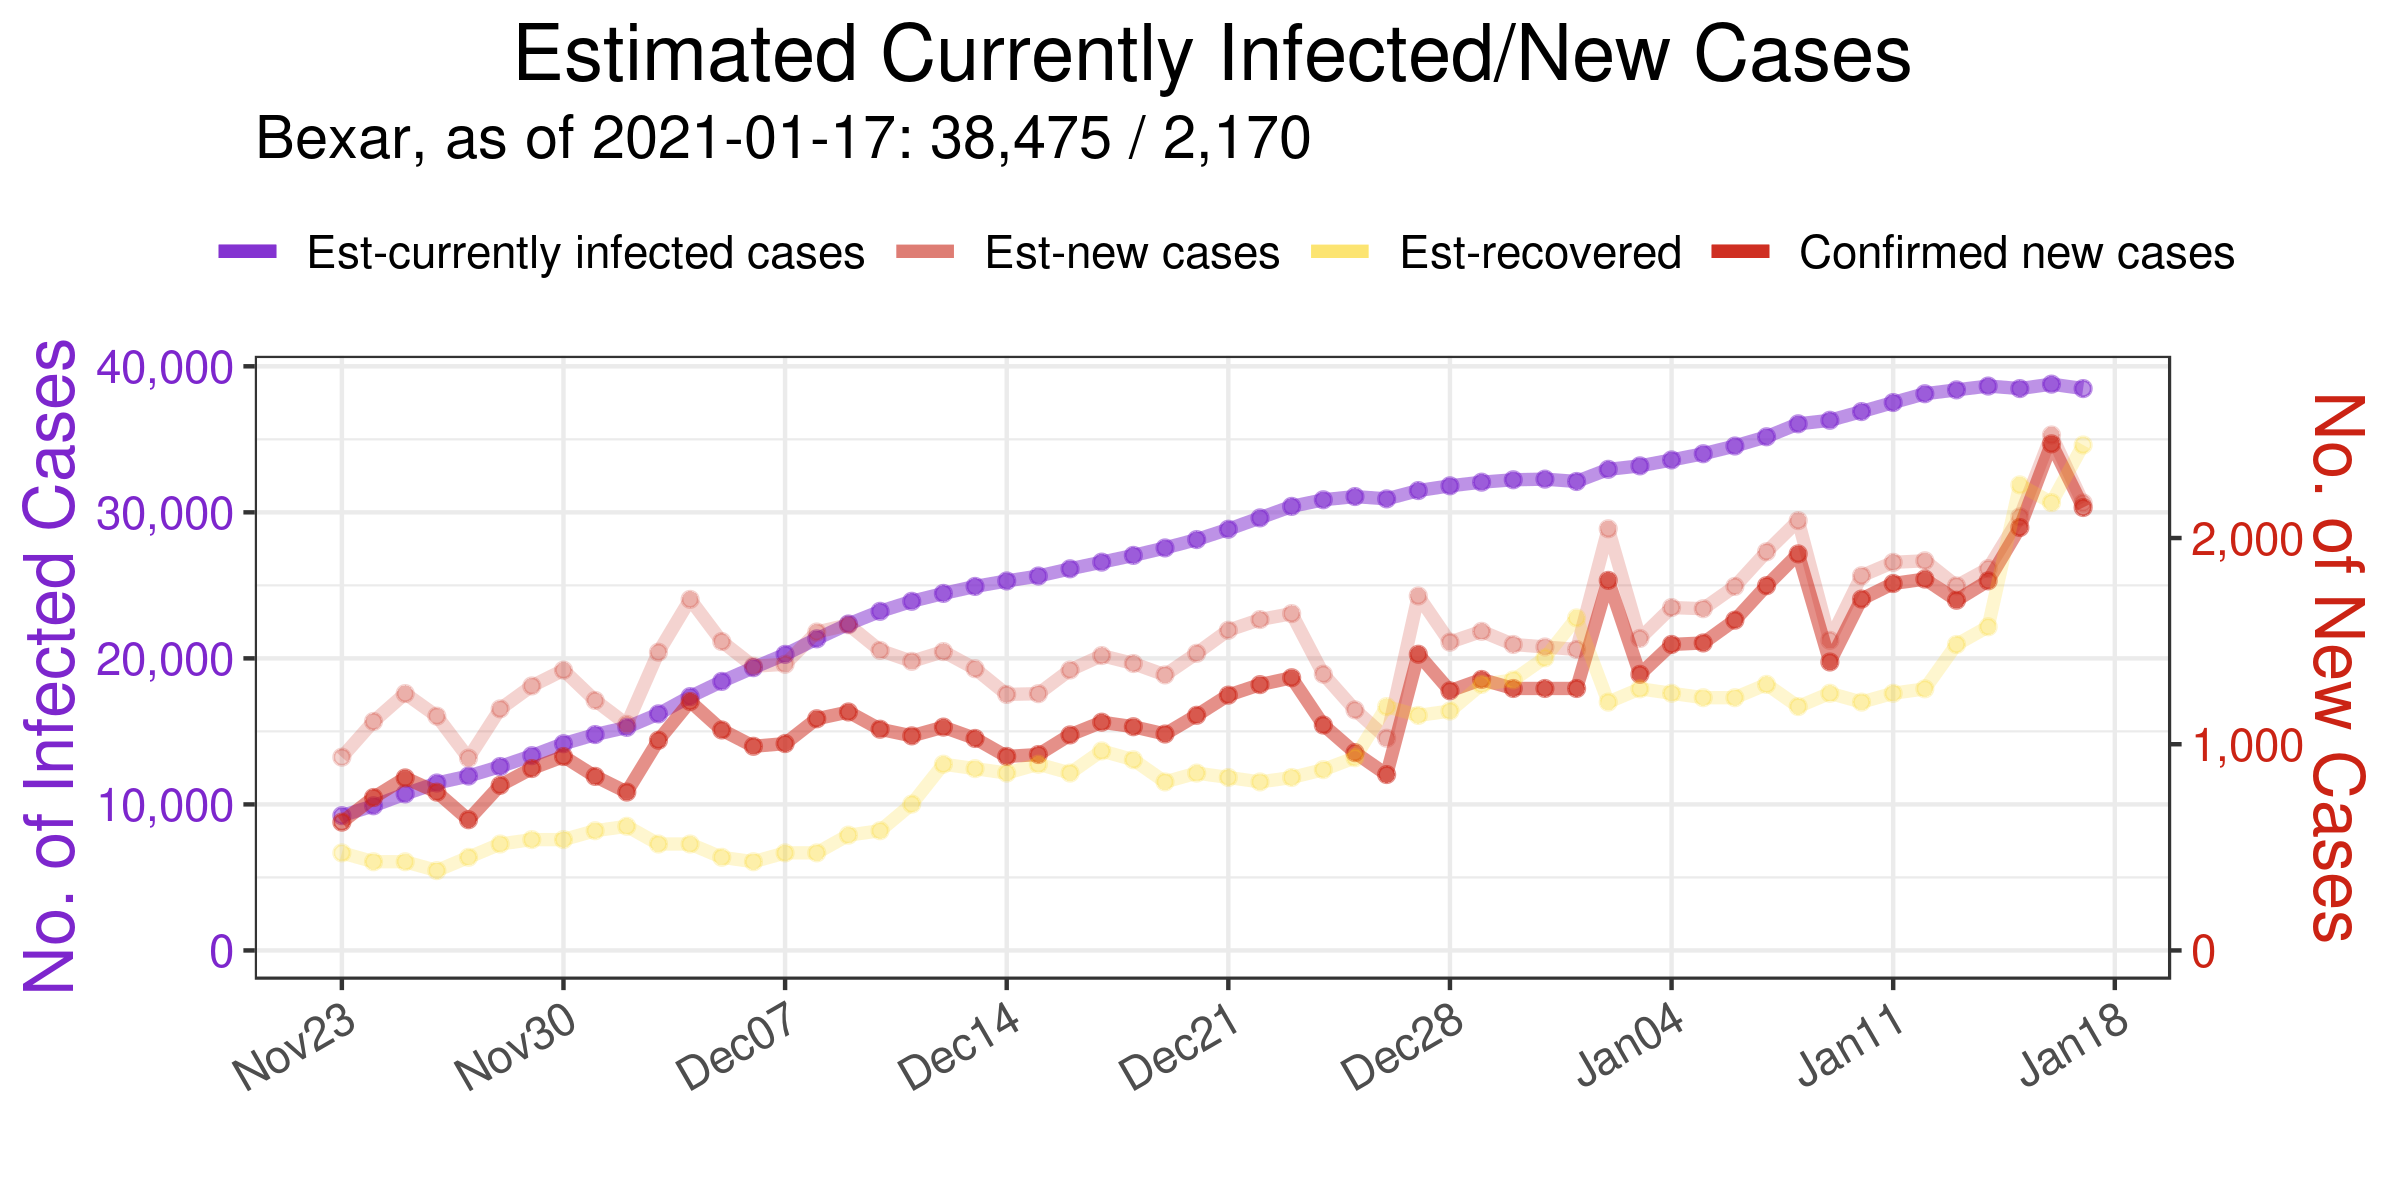 Estimated Currently Infected/New Cases
Bexar, as of 2021-01-17: 38,475 / 2,170
Est-currently infected cases Est-new cases Est-recovered Confirmed new cases
No. of Infected Cases
40,000
30,000
20,000
10,000
0
2,000
1,000
0
No. of New Cases
Nov23 Nov30 Dec07 Dec14 Dec21 Dec28 Jan04 Jan11 Jan18